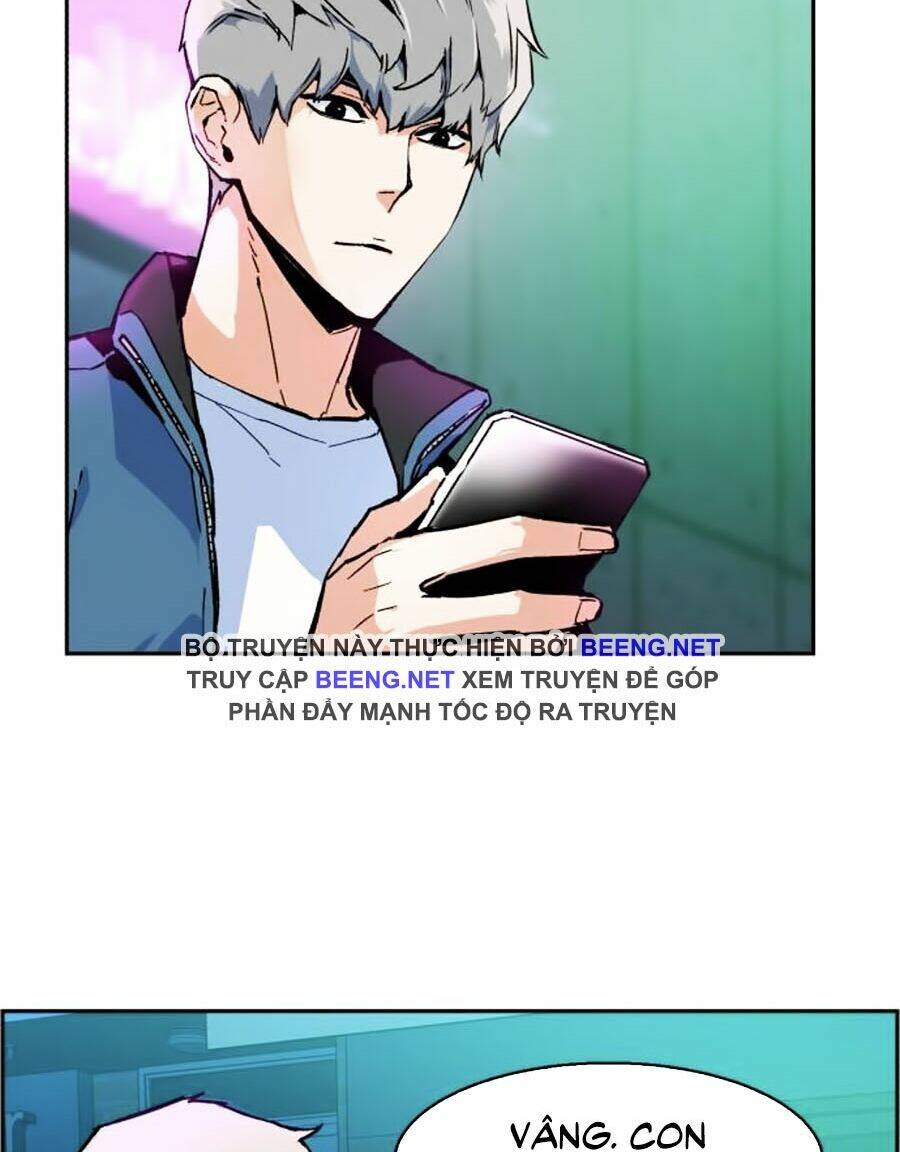 BỘ TRUYỆN NÀY THỰC HIỆN BỞI BEENG.NET
TRUY CẬP BEENG.NET XEM TRUYỆN ĐỂ GÓP
PHẦN ĐẨY MẠNH TỐC ĐỘ RA TRUYỆN
VÂNG. CON